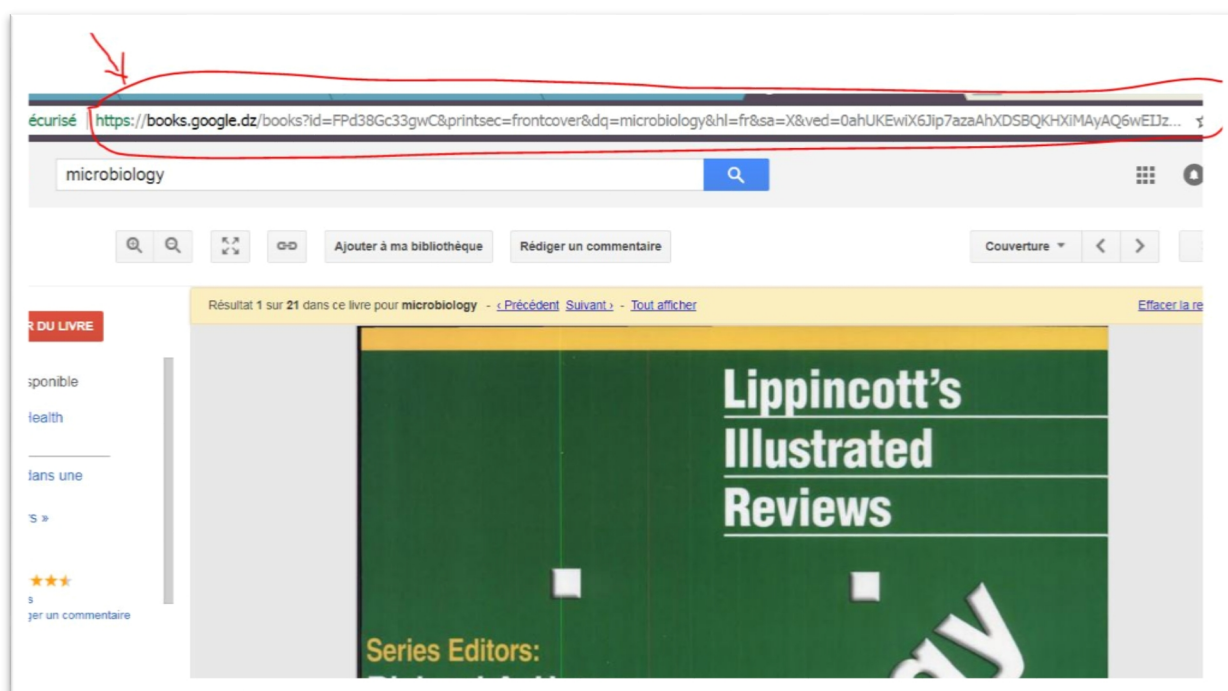 écurisé | https://books.google.dz/books?id=FPd38Gc33gwC&printsec=frontcover&dq=microbiology&hl=fr&sa=X&ved=0ahUKEwiX6Jip7azaAhXDSBQKHXiMAyAQ6wEIJz...
microbiology
Ajouter à ma bibliothèque Rédiger un commentaire Couverture
Résultat 1 sur 21 dans ce livre pour microbiology - ‹ Précédent Suivant › - Tout afficher Effacer la re
R DU LIVRE
sponible
Health
dans une
rs »
s
ger un commentaire
Lippincott's
Illustrated
Reviews
Series Editors: